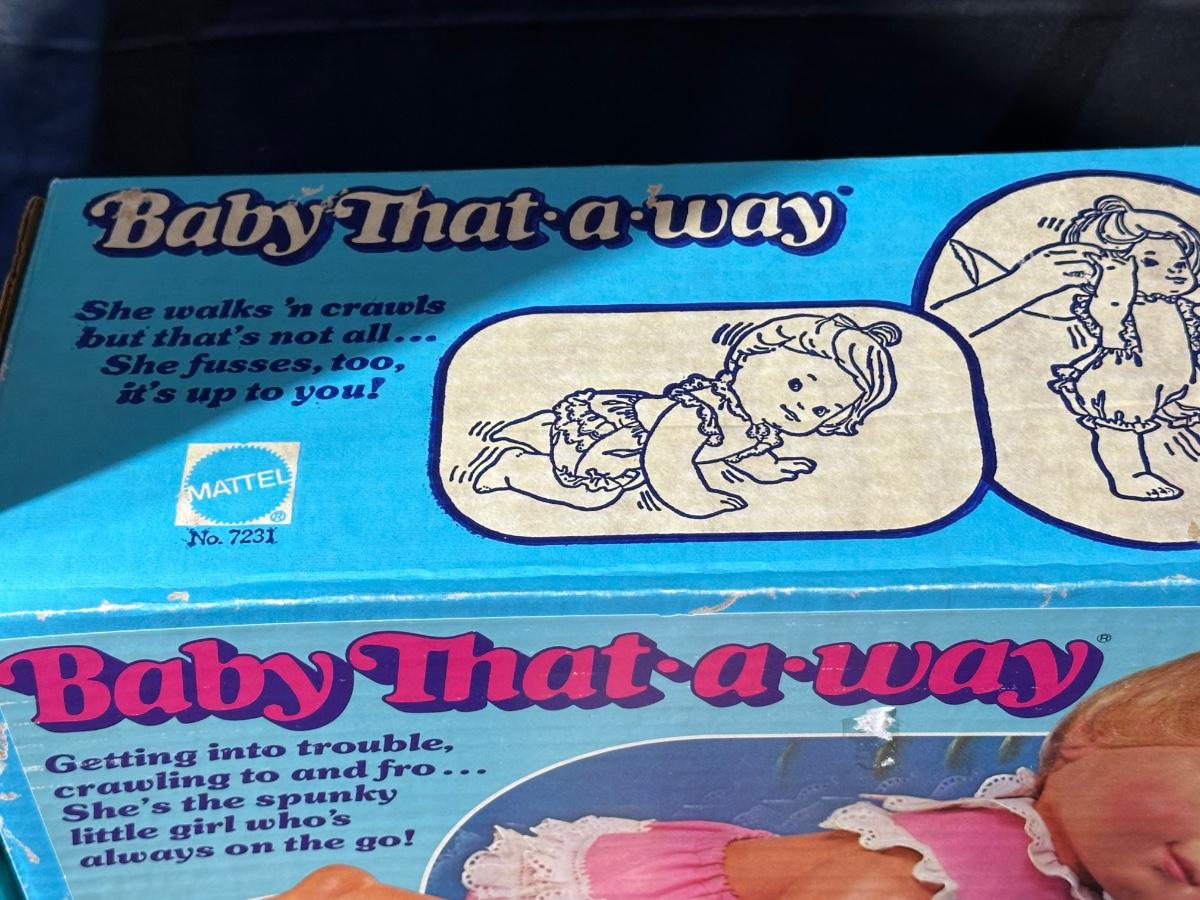 Baby That·a·way
She walks 'n crawls
but that's not all...
She fusses, too,
it's up to you!
MATTEL®
No. 7231
Baby That·a·way®
Getting into trouble,
crawling to and fro...
She's the spunky
little girl who's
always on the go!